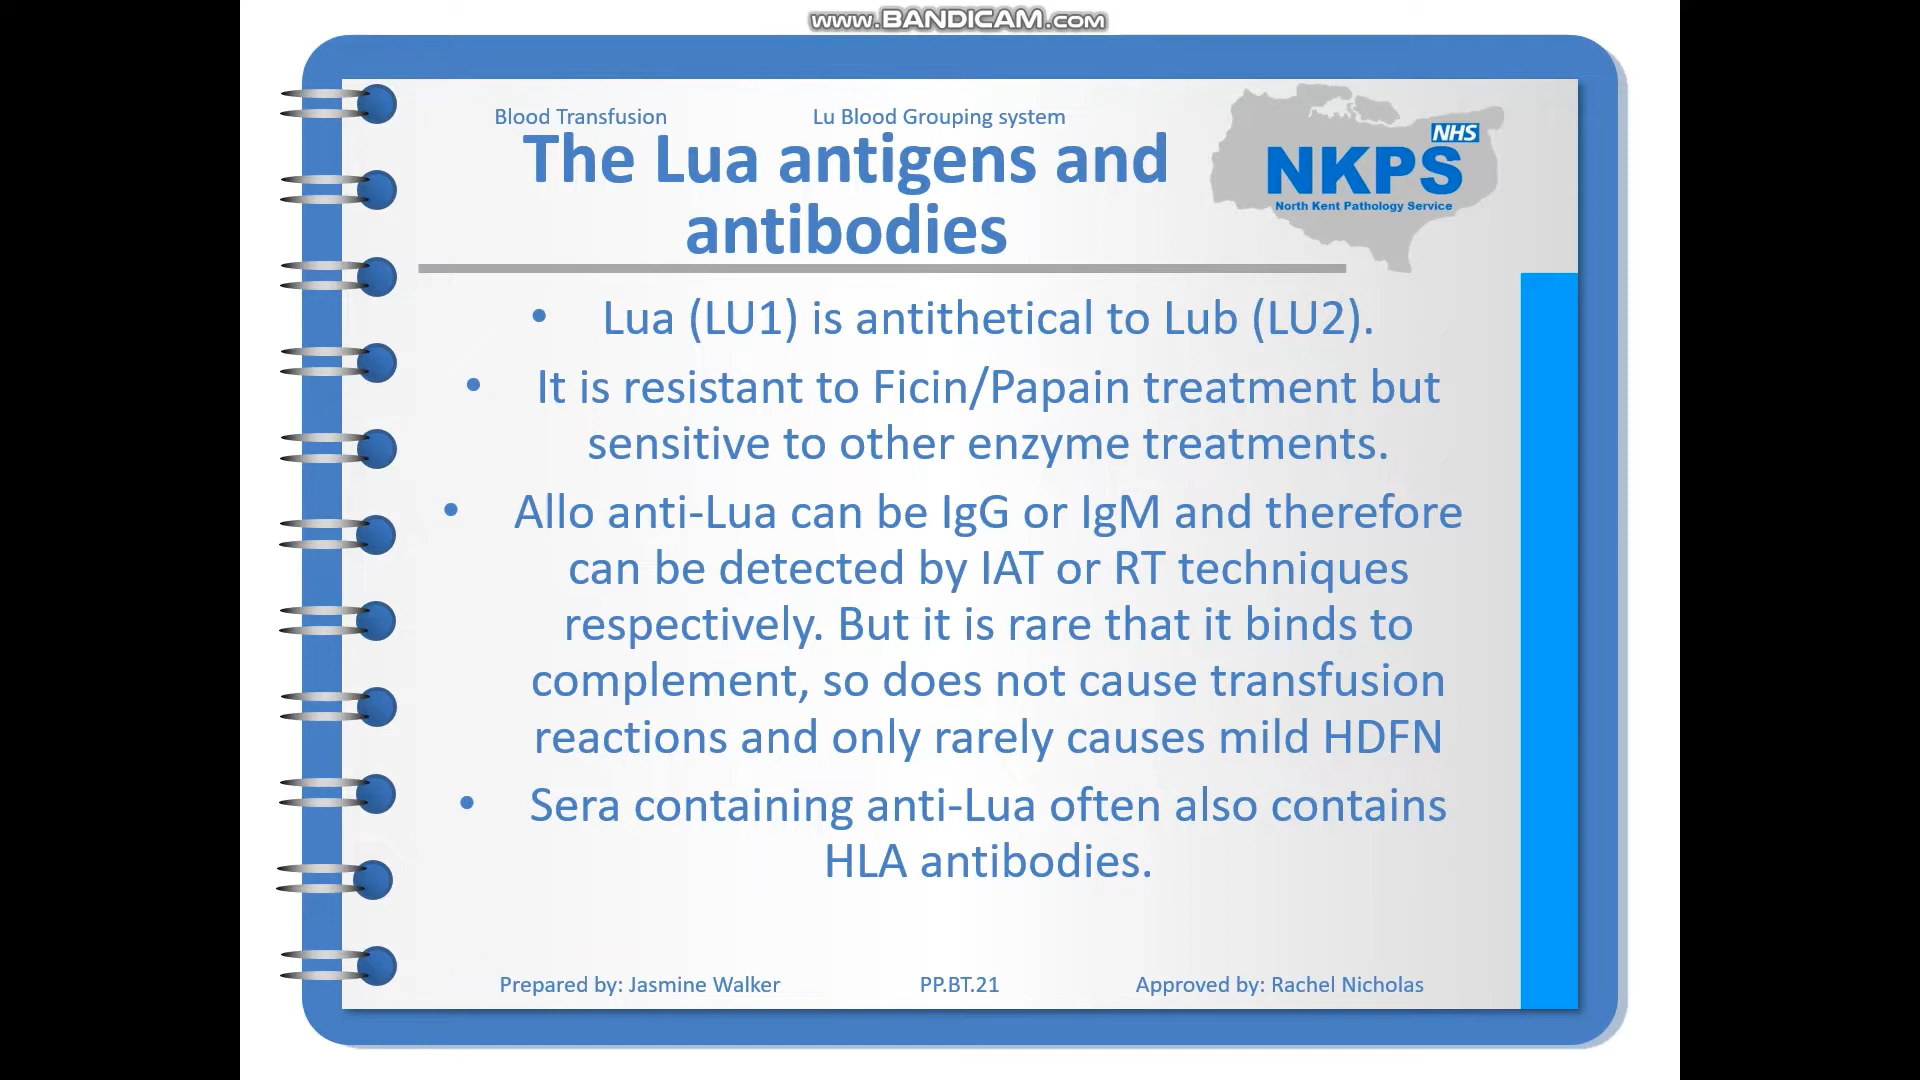 www.BANDICAM.com
Blood Transfusion
Lu Blood Grouping system
The Lua antigens and
antibodies
NHS
NKPS
North Kent Pathology Service
• Lua (LU1) is antithetical to Lub (LU2).
• It is resistant to Ficin/Papain treatment but
sensitive to other enzyme treatments.
• Allo anti-Lua can be IgG or IgM and therefore
can be detected by IAT or RT techniques
respectively. But it is rare that it binds to
complement, so does not cause transfusion
reactions and only rarely causes mild HDFN
• Sera containing anti-Lua often also contains
HLA antibodies.
Prepared by: Jasmine Walker
PP.BT.21
Approved by: Rachel Nicholas